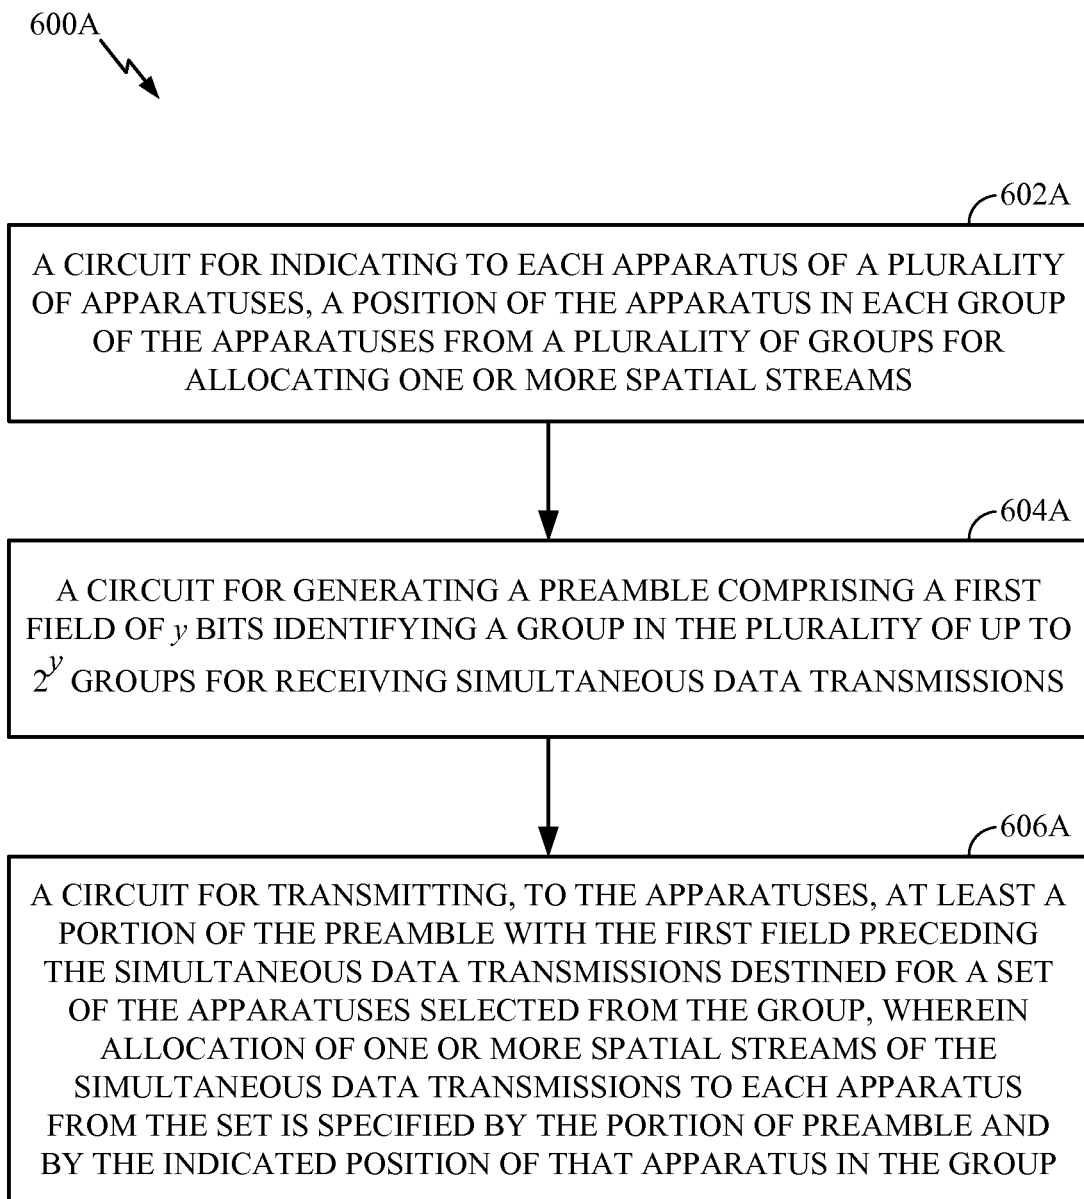 600A
602A
A CIRCUIT FOR INDICATING TO EACH APPARATUS OF A PLURALITY
OF APPARATUSES, A POSITION OF THE APPARATUS IN EACH GROUP
OF THE APPARATUSES FROM A PLURALITY OF GROUPS FOR
ALLOCATING ONE OR MORE SPATIAL STREAMS
604A
A CIRCUIT FOR GENERATING A PREAMBLE COMPRISING A FIRST
FIELD OF y BITS IDENTIFYING A GROUP IN THE PLURALITY OF UP TO
2^y GROUPS FOR RECEIVING SIMULTANEOUS DATA TRANSMISSIONS
606A
A CIRCUIT FOR TRANSMITTING, TO THE APPARATUSES, AT LEAST A
PORTION OF THE PREAMBLE WITH THE FIRST FIELD PRECEDING
THE SIMULTANEOUS DATA TRANSMISSIONS DESTINED FOR A SET
OF THE APPARATUSES SELECTED FROM THE GROUP, WHEREIN
ALLOCATION OF ONE OR MORE SPATIAL STREAMS OF THE
SIMULTANEOUS DATA TRANSMISSIONS TO EACH APPARATUS
FROM THE SET IS SPECIFIED BY THE PORTION OF PREAMBLE AND
BY THE INDICATED POSITION OF THAT APPARATUS IN THE GROUP